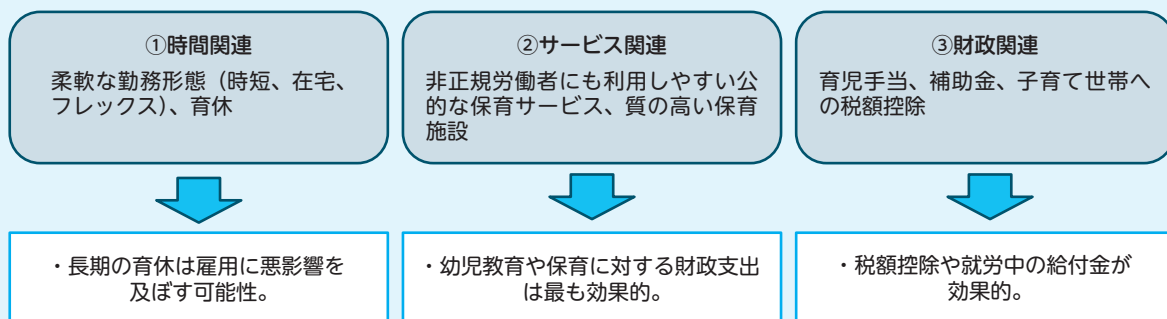 ①時間関連
柔軟な勤務形態（時短、在宅、
フレックス）、育休
②サービス関連
非正規労働者にも利用しやすい公
的な保育サービス、質の高い保育
施設
③財政関連
育児手当、補助金、子育て世帯へ
の税額控除
・長期の育休は雇用に悪影響を
及ぼす可能性。
・幼児教育や保育に対する財政支出
は最も効果的。
・税額控除や就労中の給付金が
効果的。